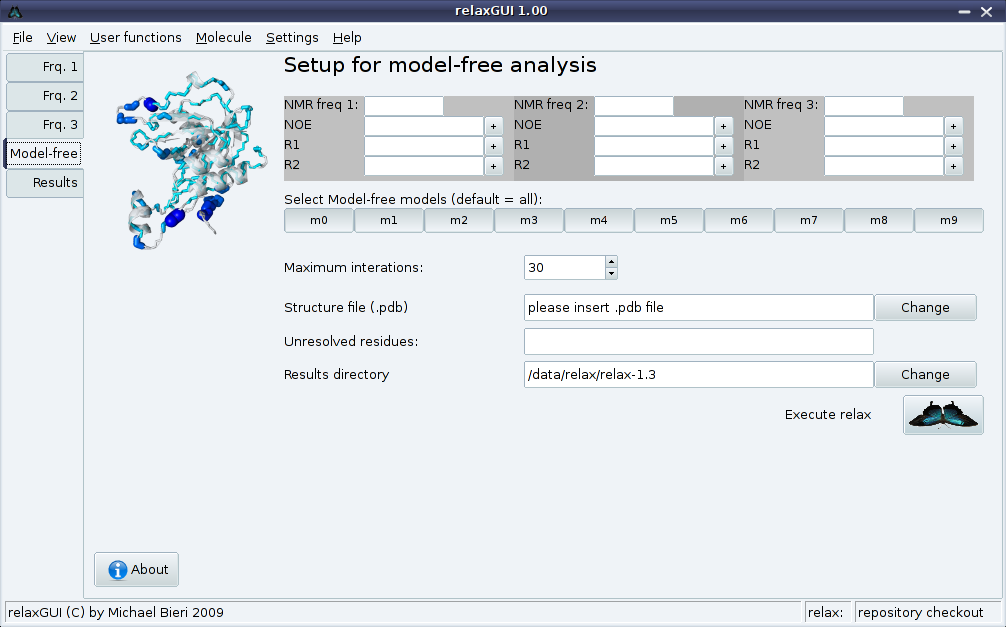 relaxGUI 1.00
File View User functions Molecule Settings Help
Frq. 1
Frq. 2
Frq. 3
Model-free
Results
Setup for model-free analysis
NMR freq 1: NMR freq 2: NMR freq 3:
NOE + NOE + NOE +
R1 + R1 + R1 +
R2 + R2 + R2 +
Select Model-free models (default = all):
m0 m1 m2 m3 m4 m5 m6 m7 m8 m9
Maximum interations: 30
Structure file (.pdb) please insert .pdb file Change
Unresolved residues:
Results directory /data/relax/relax-1.3 Change
Execute relax
About
relaxGUI (C) by Michael Bieri 2009 relax: repository checkout